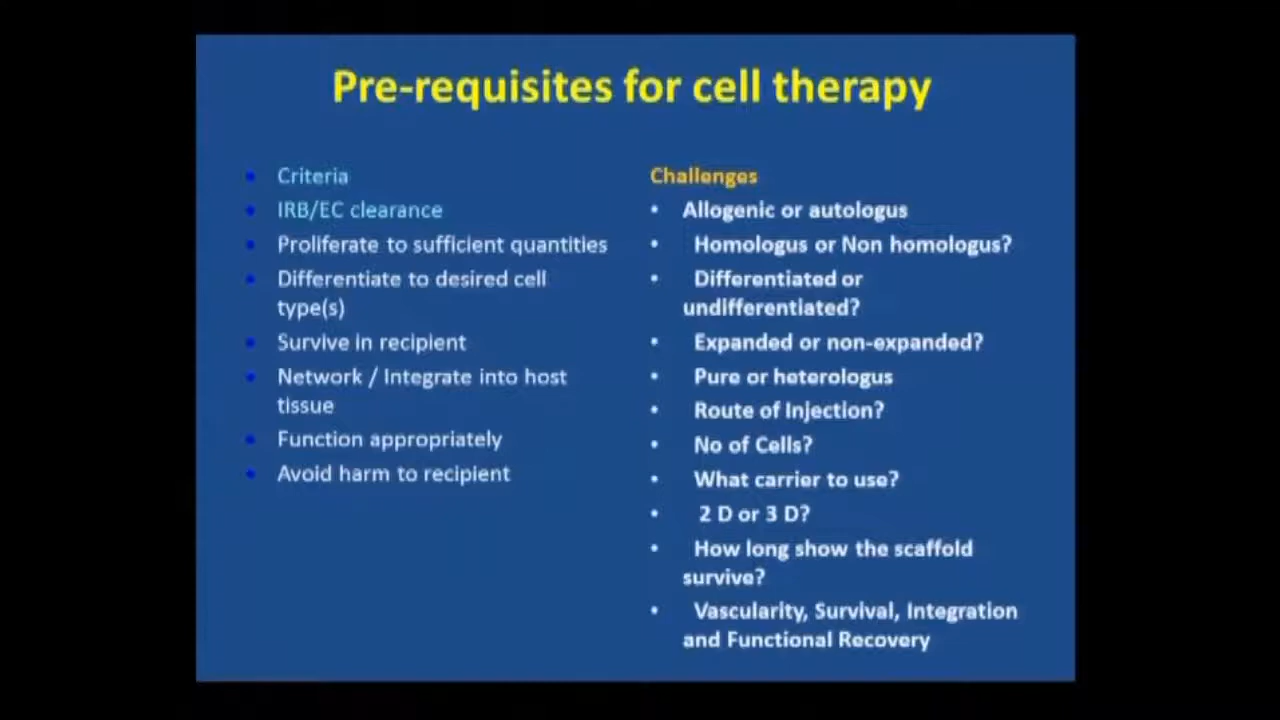 Pre-requisites for cell therapy
Criteria
IRB/EC clearance
Proliferate to sufficient quantities
Differentiate to desired cell
type(s)
Survive in recipient
Network / Integrate into host
tissue
Function appropriately
Avoid harm to recipient
Challenges
Allogenic or autologus
Homologus or Non homologus?
Differentiated or
undifferentiated?
Expanded or non-expanded?
Pure or heterologus
Route of Injection?
No of Cells?
What carrier to use?
2 D or 3 D?
How long show the scaffold
survive?
Vascularity, Survival, Integration
and Functional Recovery